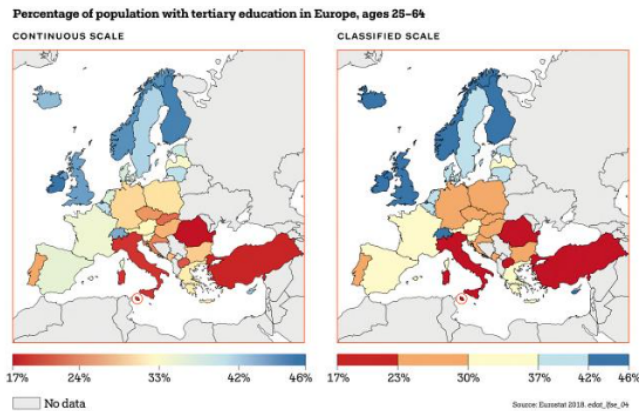 Percentage of population with tertiary education in Europe, ages 25–64
CONTINUOUS SCALE
CLASSIFIED SCALE
17% 24% 33% 42% 46%
17% 23% 30% 37% 42% 46%
No data
Source: Eurostat 2018. edat_lfse_04